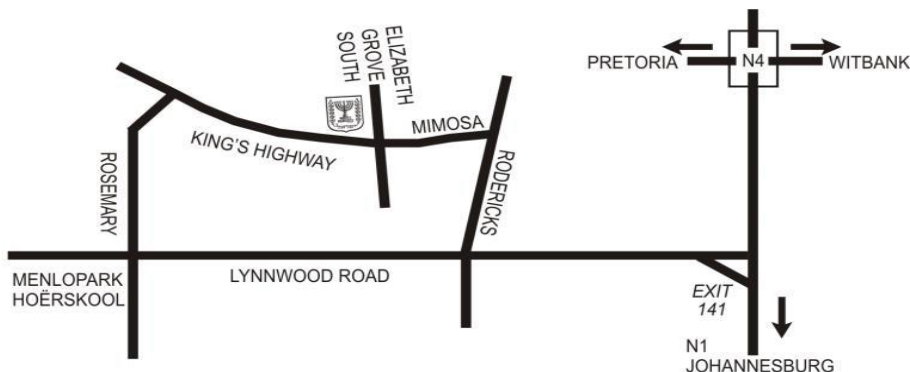 ELIZABETH
GROVE
SOUTH
PRETORIA
N4
WITBANK
MIMOSA
KING'S HIGHWAY
ROSEMARY
RODERICKS
MENLOPARK
HOËRSKOOL
LYNNWOOD ROAD
EXIT
141
N1
JOHANNESBURG